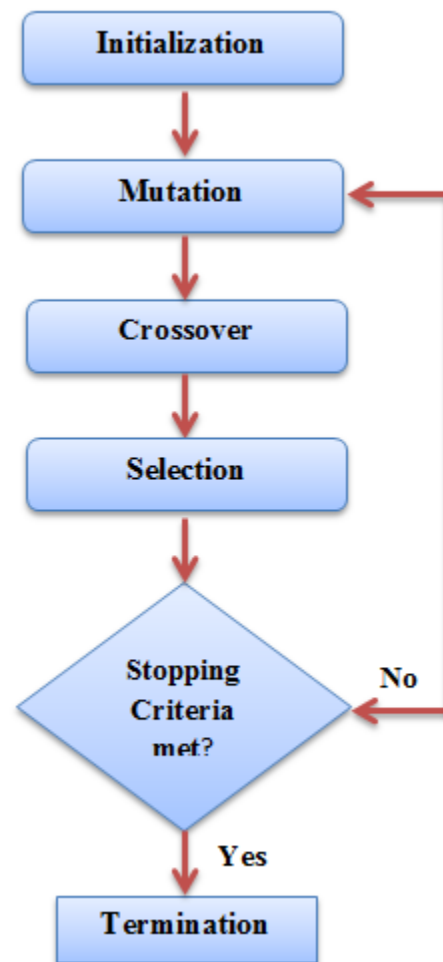 Initialization
Mutation
Crossover
Selection
Stopping
Criteria
met?
No
Yes
Termination